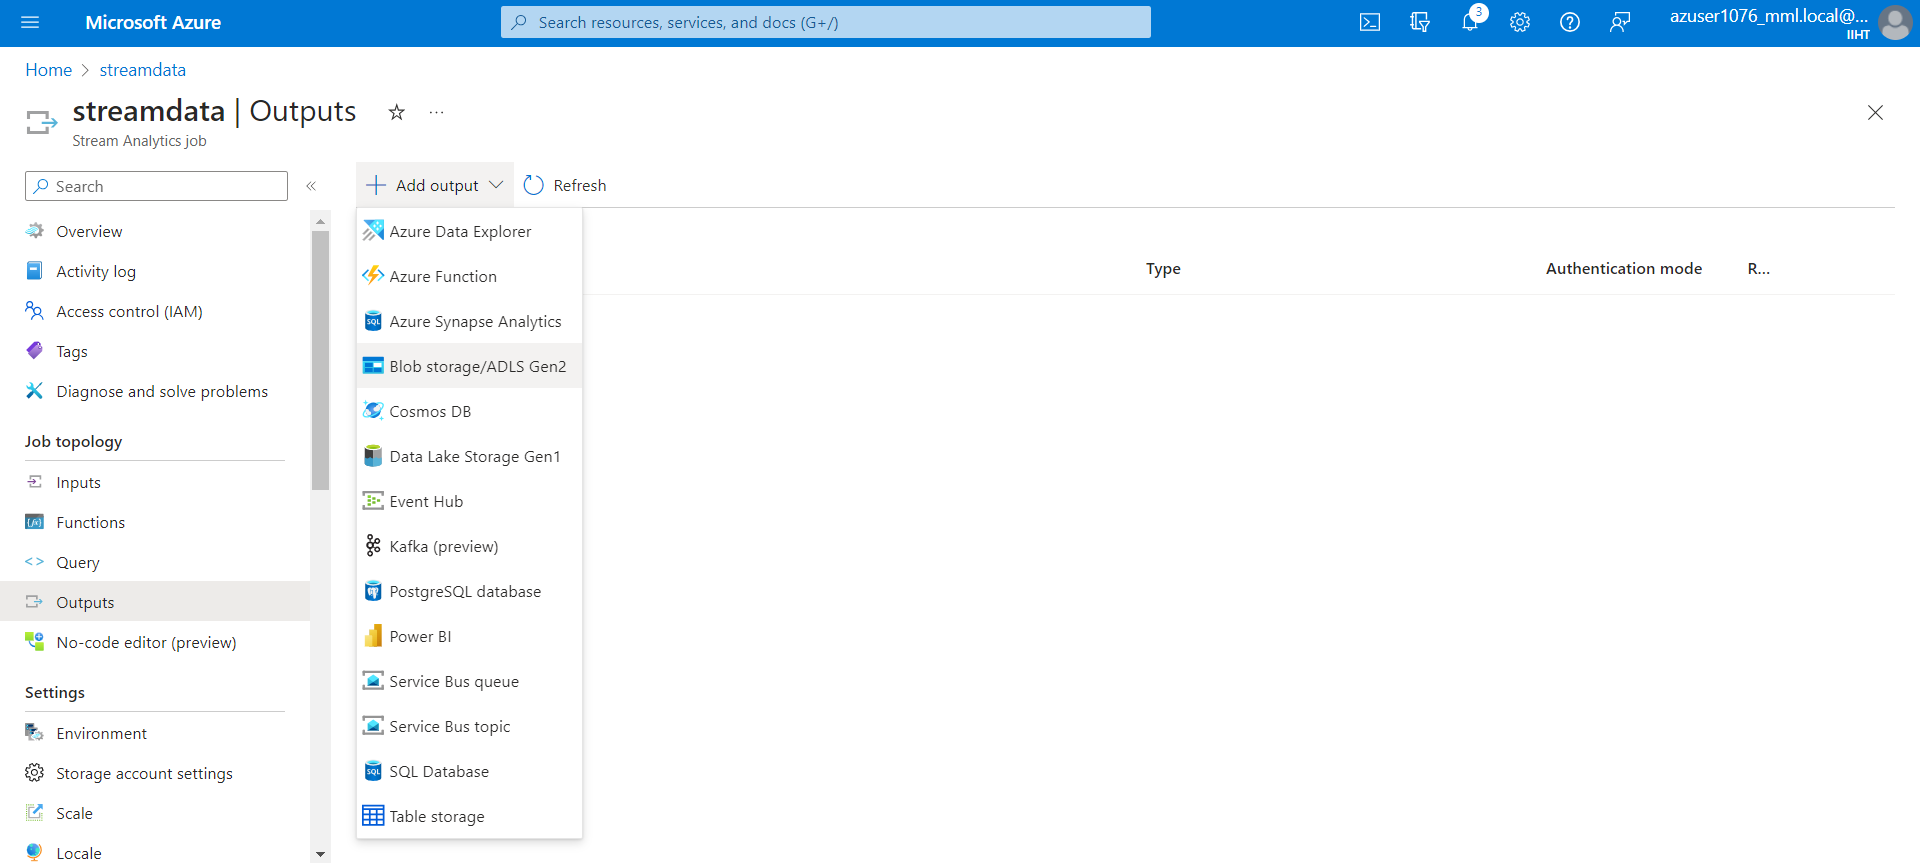 Microsoft Azure
Search resources, services, and docs (G+/)
3
azuser1076_mml.local@...
IIHT
Home > streamdata
streamdata | Outputs
...
Stream Analytics job
Search
«
Add output
Refresh
Overview
Activity log
Access control (IAM)
Tags
Diagnose and solve problems
Job topology
Inputs
Functions
Query
Outputs
No-code editor (preview)
Settings
Environment
Storage account settings
Scale
Locale
Azure Data Explorer
Azure Function
Azure Synapse Analytics
Blob storage/ADLS Gen2
Cosmos DB
Data Lake Storage Gen1
Event Hub
Kafka (preview)
PostgreSQL database
Power BI
Service Bus queue
Service Bus topic
SQL Database
Table storage
Type
Authentication mode
R...